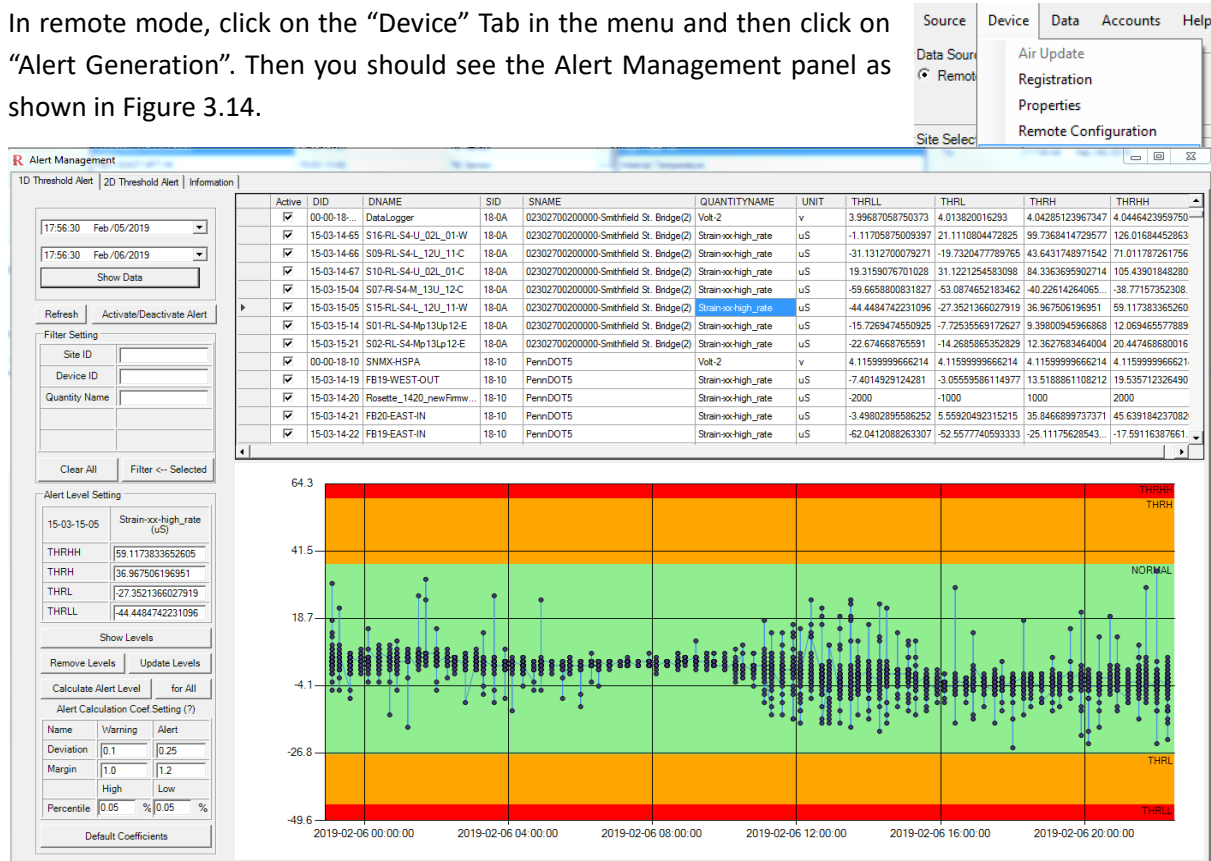 In remote mode, click on the “Device” Tab in the menu and then click on
“Alert Generation”. Then you should see the Alert Management panel as
shown in Figure 3.14.
Source Device Data Accounts Help
Air Update
Registration
Properties
Remote Configuration
Alert Management
1D Threshold Alert 2D Threshold Alert Information
17:56:30 Feb/05/2019
17:56:30 Feb/06/2019
Show Data
Refresh Activate/Deactivate Alert
Filter Setting
Site ID
Device ID
Quantity Name
Clear All Filter <-- Selected
Alert Level Setting
15-03-15-05 Strain-xx-high_rate
(uS)
THRHH 59.1173833652605
THRH 36.967506196951
THRL -27.3521366027919
THRLL -44.4484742231096
Show Levels
Remove Levels Update Levels
Calculate Alert Level for All
Alert Calculation Coef.Setting (?)
Name Warning Alert
Deviation 0.1 0.25
Margin 1.0 1.2
High Low
Percentile 0.05 % 0.05 %
Default Coefficients
Active DID DNAME SID SNAME QUANTITYNAME UNIT THRLL THRL THRH THRHH
00-00-18-... DataLogger 18-0A 02302700200000-Smithfield St. Bridge(2) Volt-2 v 3.99687058750373 4.013820016293 4.04285123967347 4.0446423959750
15-03-14-65 S16-RL-S4-U_02L_01-W 18-0A 02302700200000-Smithfield St. Bridge(2) Strain-xx-high_rate uS -1.11705875009397 21.1110804472825 99.7368414729577 126.01684452863
15-03-14-66 S09-RL-S4-L_12U_11-C 18-0A 02302700200000-Smithfield St. Bridge(2) Strain-xx-high_rate uS -31.1312700079271 -19.7320477789765 43.6431748971542 71.011787261756
15-03-14-67 S10-RL-S4-U_02L_01-C 18-0A 02302700200000-Smithfield St. Bridge(2) Strain-xx-high_rate uS 19.3159076701028 31.1221254583098 84.3363695902714 105.43901848280
15-03-15-04 S07-Rl-S4-M_13U_12-C 18-0A 02302700200000-Smithfield St. Bridge(2) Strain-xx-high_rate uS -59.6658800831827 -53.0874652183462 -40.22614264065... -38.77157352308.
15-03-15-05 S15-RL-S4-L_12U_11-W 18-0A 02302700200000-Smithfield St. Bridge(2) Strain-xx-high_rate uS -44.4484742231096 -27.3521366027919 36.967506196951 59.117383365260
15-03-15-14 S01-RL-S4-Mp13Up12-E 18-0A 02302700200000-Smithfield St. Bridge(2) Strain-xx-high_rate uS -15.7269474550925 -7.72535569172627 9.39800945966868 12.069465577889
15-03-15-21 S02-RL-S4-Mp13Lp12-E 18-0A 02302700200000-Smithfield St. Bridge(2) Strain-xx-high_rate uS -22.674668765591 -14.2685865352829 12.3627683464004 20.447468680016
00-00-18-10 SNMX-HSPA 18-10 PennDOT5 Volt-2 v 4.11599999666214 4.11599999666214 4.11599999666214 4.1159999966621
15-03-14-19 FB19-WEST-OUT 18-10 PennDOT5 Strain-xx-high_rate uS -7.4014929124281 -3.05559586114977 13.5188861108212 19.535712326490
15-03-14-20 Rosette_1420_newFirmw... 18-10 PennDOT5 Strain-xx-high_rate uS -2000 -1000 1000 2000
15-03-14-21 FB20-EAST-IN 18-10 PennDOT5 Strain-xx-high_rate uS -3.49802895586252 5.55920492315215 35.8466899737371 45.639184237082
15-03-14-22 FB19-EAST-IN 18-10 PennDOT5 Strain-xx-high_rate uS -62.0412088263307 -52.5577740593333 -25.11175628543... -17.59116387661.
64.3
41.5
18.7
-4.1
-26.8
-49.6
THRHH
THRH
NORMAL
THRL
THRLL
2019-02-06 00:00:00 2019-02-06 04:00:00 2019-02-06 08:00:00 2019-02-06 12:00:00 2019-02-06 16:00:00 2019-02-06 20:00:00